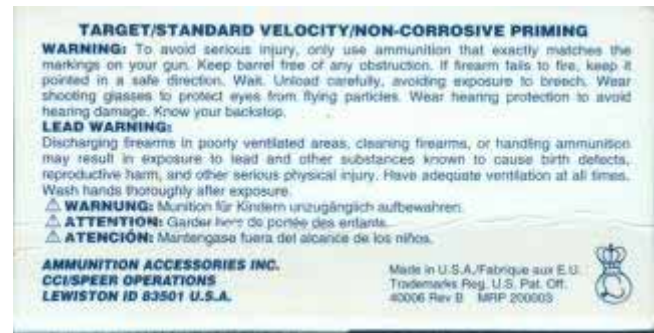 TARGET/STANDARD VELOCITY/NON-CORROSIVE PRIMING
WARNING: To avoid serious injury, only use ammunition that exactly matches the
markings on your gun. Keep barrel free of any obstruction. If firearm fails to fire, keep it
pointed in a safe direction. Wait. Unload carefully, avoiding exposure to breech. Wear
shooting glasses to protect eyes from flying particles. Wear hearing protection to avoid
hearing damage. Know your backstop.
LEAD WARNING:
Discharging firearms in poorly ventilated areas, cleaning firearms, or handling ammunition
may result in exposure to lead and other substances known to cause birth defects,
reproductive harm, and other serious physical injury. Have adequate ventilation at all times.
Wash hands thoroughly after exposure.
⚠ WARNUNG: Munition für Kindern unzugänglich aufbewahren.
⚠ ATTENTION: Garder hors de portée des enfants.
⚠ ATENCIÓN: Mantengase fuera del alcance de los niños.
AMMUNITION ACCESSORIES INC.
CCI/SPEER OPERATIONS
LEWISTON ID 83501 U.S.A.
Made in U.S.A./Fabrique aux E.U.
Trademarks Reg. U.S. Pat. Off.
40006 Rev B MRP 200003